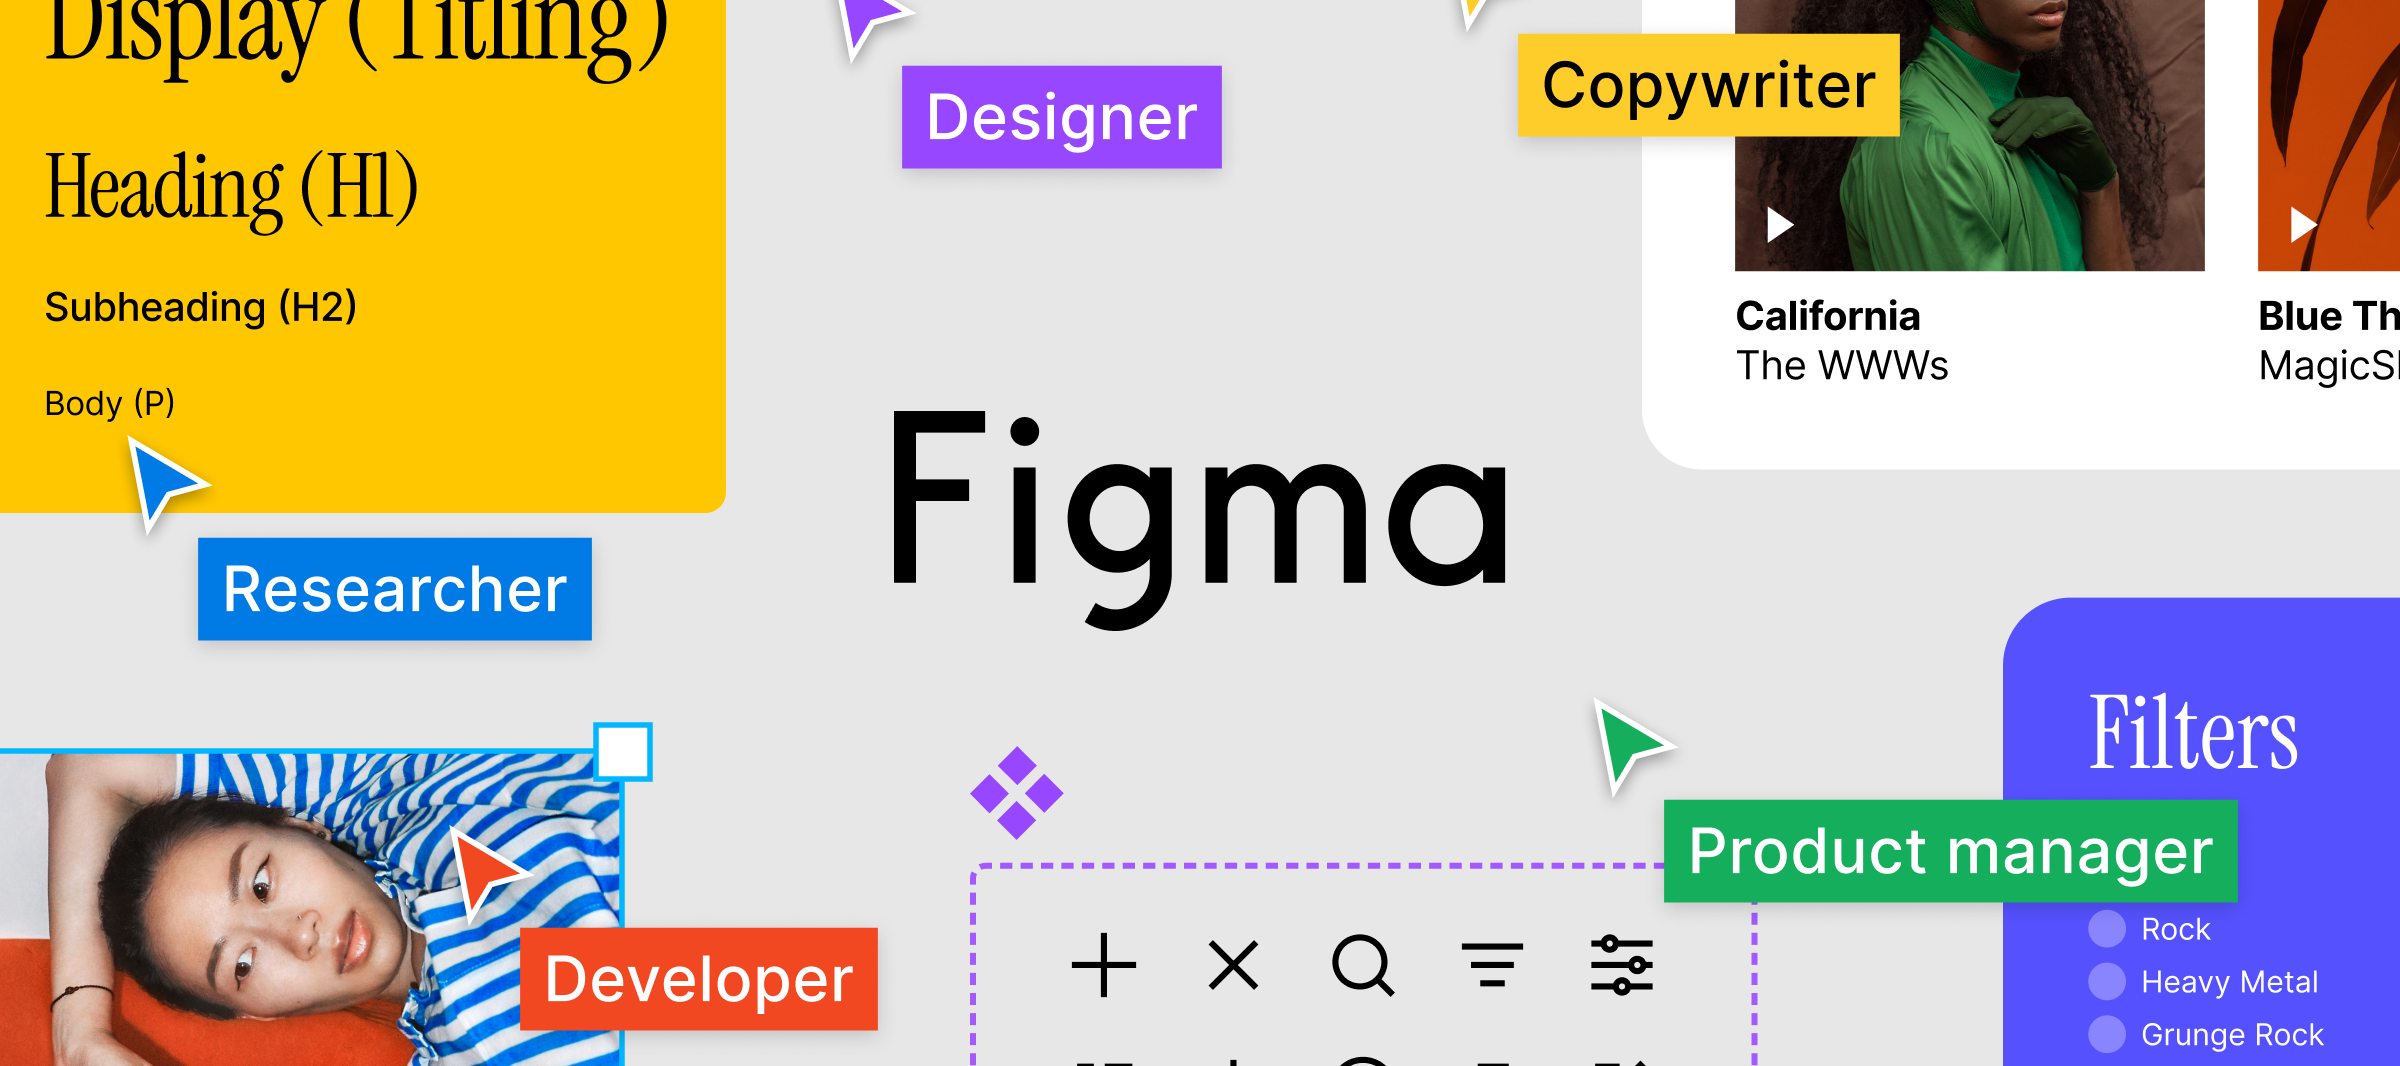 Display (Titling)
Heading (H1)
Subheading (H2)
Body (P)
Researcher
Designer
Copywriter
California
The WWWs
Blue Th
MagicSl
Figma
Developer
Product manager
Filters
Rock
Heavy Metal
Grunge Rock